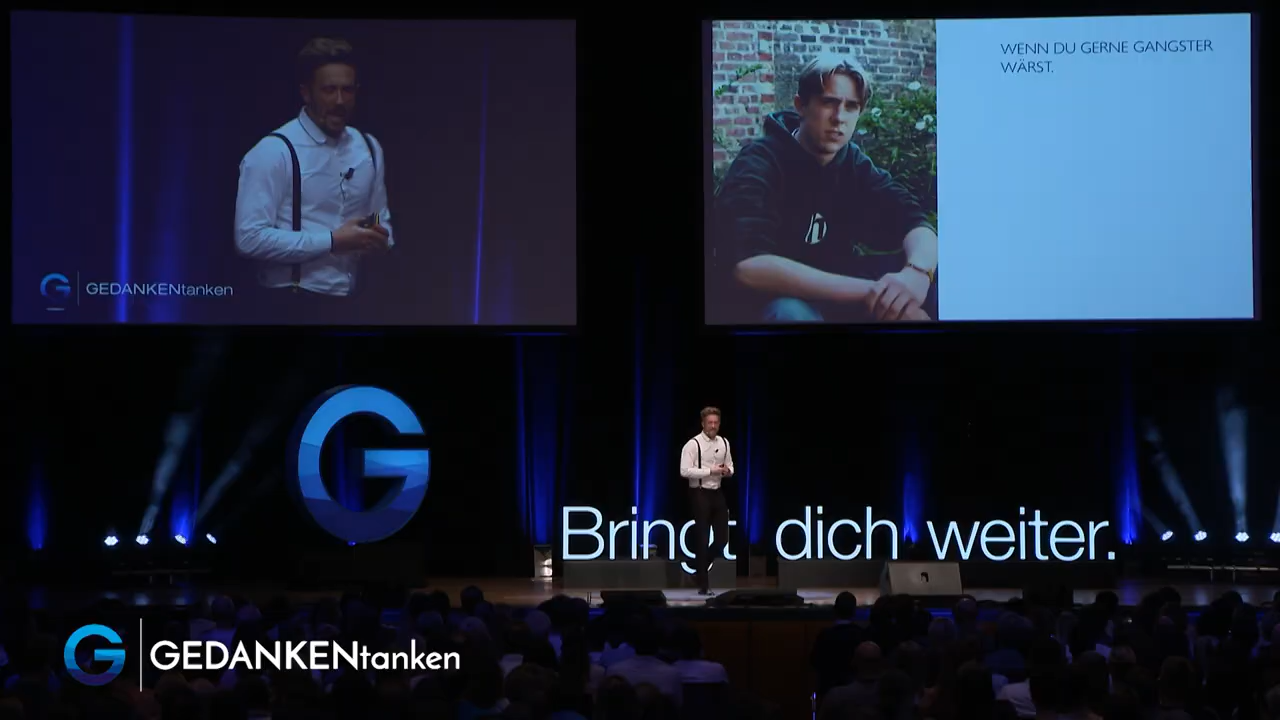 WENN DU GERNE GANGSTER
WÄRST.
G GEDANKENtanken
G
Bringt dich weiter.
G GEDANKENtanken